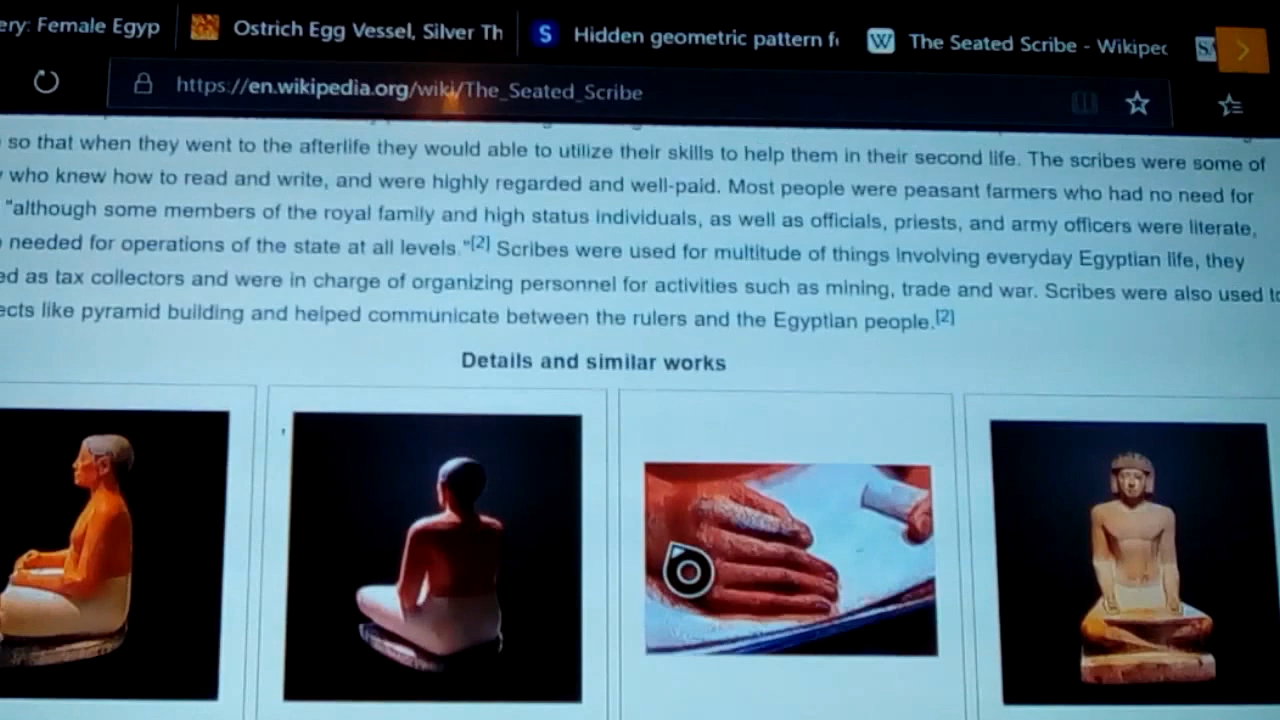 ery: Female Egyp
Ostrich Egg Vessel, Silver Th
S
Hidden geometric pattern f
W
The Seated Scribe - Wikipec
https://en.wikipedia.org/wiki/The_Seated_Scribe
so that when they went to the afterlife they would able to utilize their skills to help them in their second life. The scribes were some of
who knew how to read and write, and were highly regarded and well-paid. Most people were peasant farmers who had no need for
"although some members of the royal family and high status individuals, as well as officials, priests, and army officers were literate,
needed for operations of the state at all levels."[2] Scribes were used for multitude of things involving everyday Egyptian life, they
ed as tax collectors and were in charge of organizing personnel for activities such as mining, trade and war. Scribes were also used to
ects like pyramid building and helped communicate between the rulers and the Egyptian people.[2]
Details and similar works